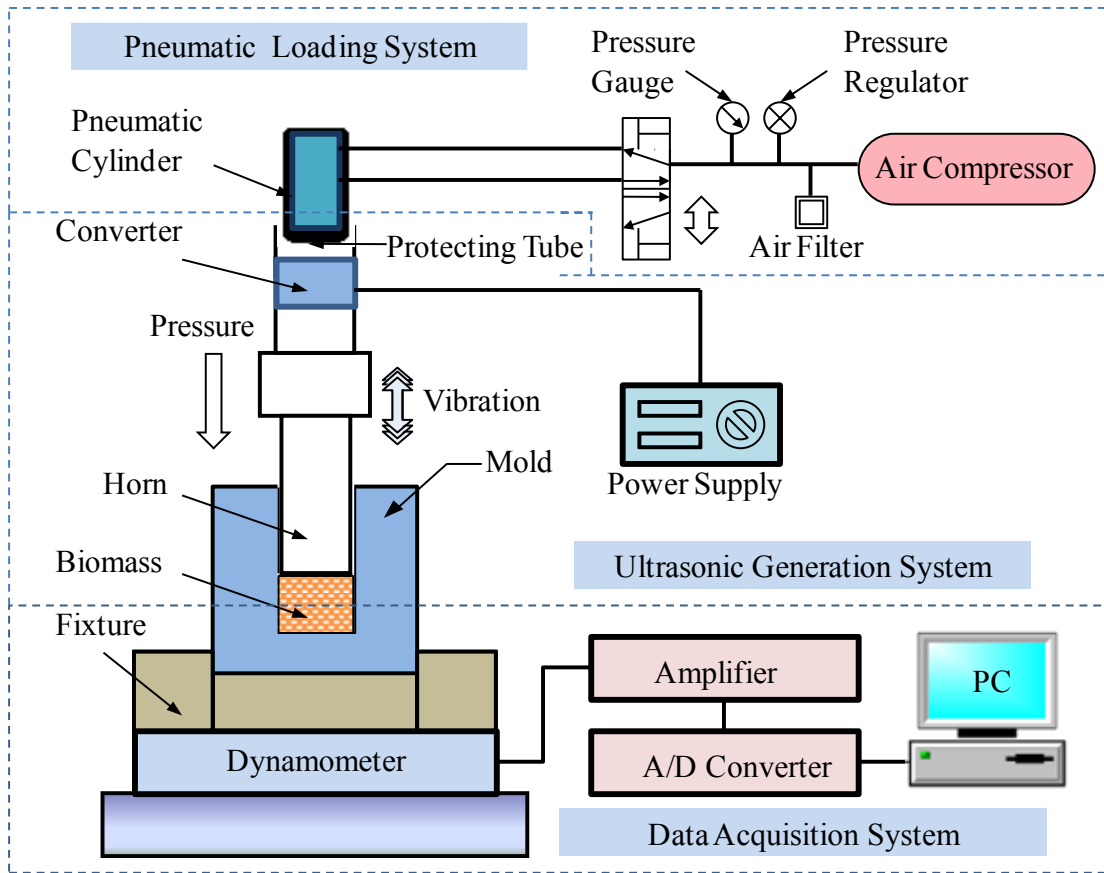 Pneumatic Loading System
Pressure
Gauge
Pressure
Regulator
Pneumatic
Cylinder
Air Compressor
Converter
Protecting Tube
Air Filter
Pressure
Vibration
Mold
Power Supply
Horn
Biomass
Ultrasonic Generation System
Fixture
Amplifier
PC
Dynamometer
A/D Converter
Data Acquisition System